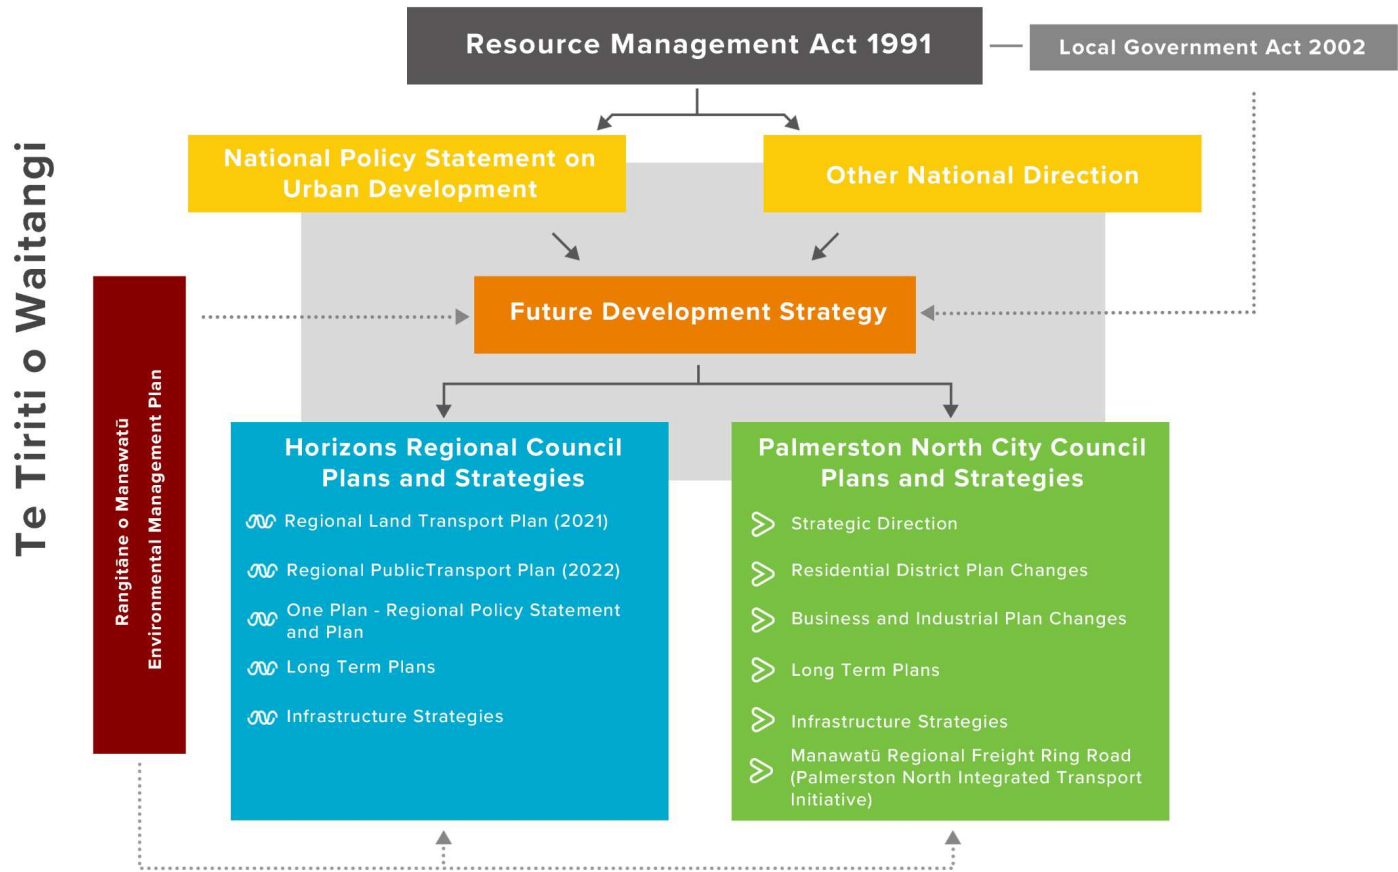 Resource Management Act 1991
Local Government Act 2002
Te Tiriti o Waitangi
National Policy Statement on
Urban Development
Other National Direction
Rangitāne o Manawatū
Environmental Management Plan
Future Development Strategy
Horizons Regional Council
Plans and Strategies
Regional Land Transport Plan (2021)
Regional PublicTransport Plan (2022)
One Plan - Regional Policy Statement
and Plan
Long Term Plans
Infrastructure Strategies
Palmerston North City Council
Plans and Strategies
Strategic Direction
Residential District Plan Changes
Business and Industrial Plan Changes
Long Term Plans
Infrastructure Strategies
Manawatū Regional Freight Ring Road
(Palmerston North Integrated Transport
Initiative)